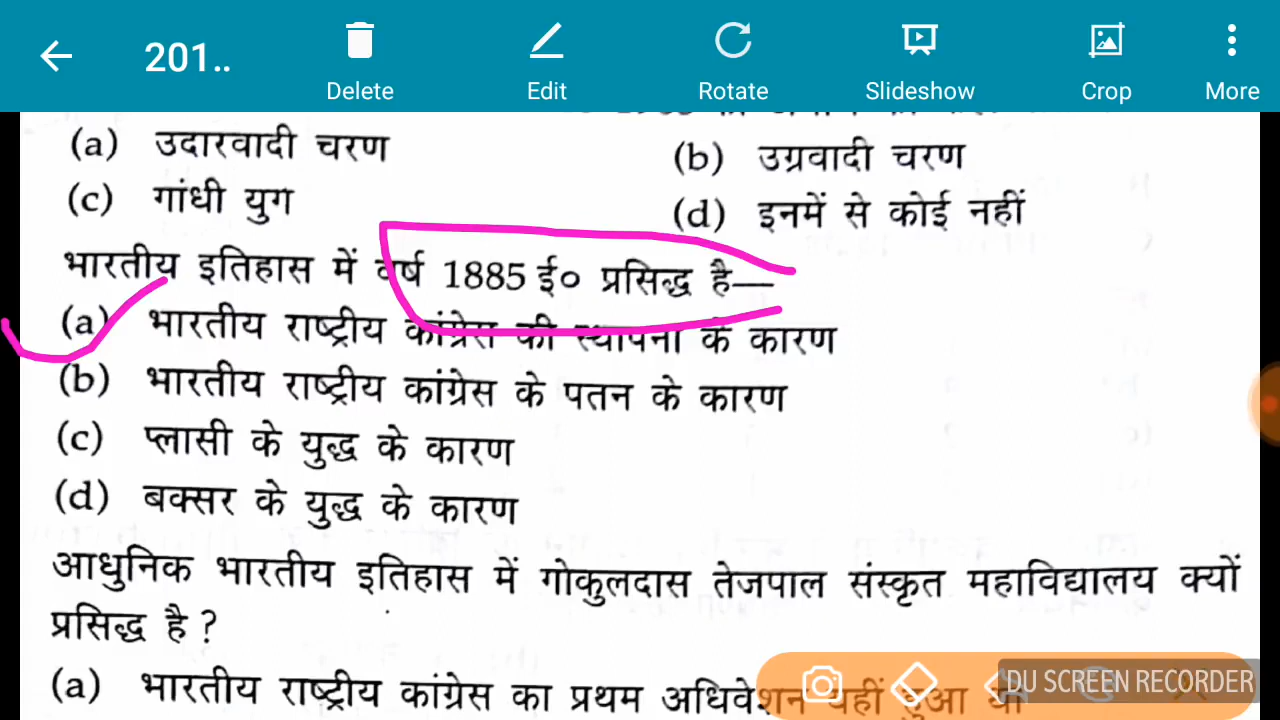 201..
Delete
Edit
Rotate
Slideshow
Crop
More
(a) उदारवादी चरण (b) उग्रवादी चरण
(c) गांधी युग (d) इनमें से कोई नहीं
भारतीय इतिहास में वर्ष 1885 ई० प्रसिद्ध है—
(a) भारतीय राष्ट्रीय कांग्रेस की स्थापना के कारण
(b) भारतीय राष्ट्रीय कांग्रेस के पतन के कारण
(c) प्लासी के युद्ध के कारण
(d) बक्सर के युद्ध के कारण
आधुनिक भारतीय इतिहास में गोकुलदास तेजपाल संस्कृत महाविद्यालय क्यों
प्रसिद्ध है ?
(a) भारतीय राष्ट्रीय कांग्रेस का प्रथम अधिवेशन यहीं हुआ था
DU SCREEN RECORDER